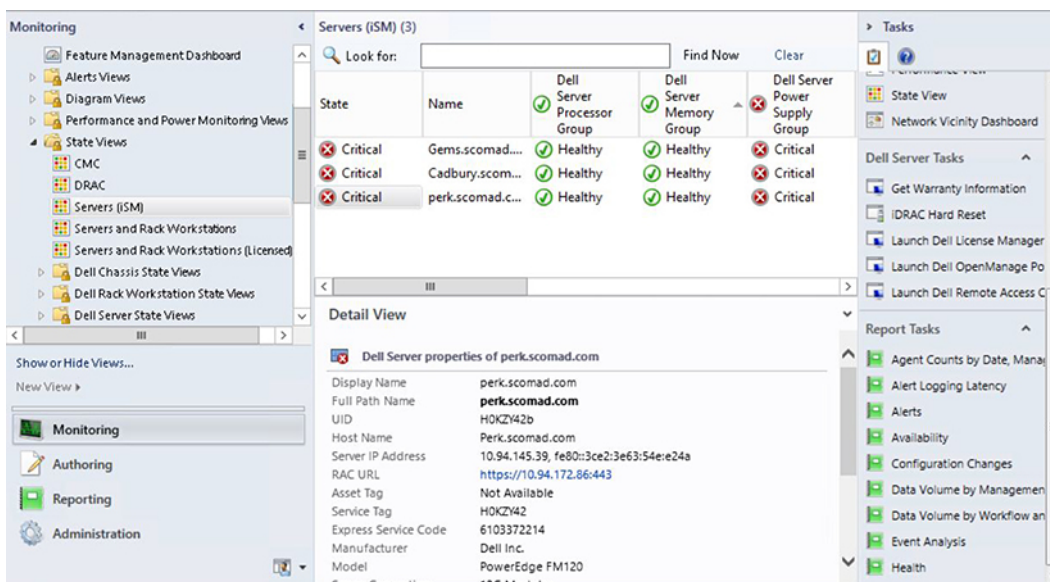 Monitoring
Feature Management Dashboard
Alerts Views
Diagram Views
Performance and Power Monitoring Views
State Views
CMC
DRAC
Servers (iSM)
Servers and Rack Workstations
Servers and Rack Workstations (Licensed)
Dell Chassis State Views
Dell Rack Workstation State Views
Dell Server State Views
Show or Hide Views...
New View
Monitoring
Authoring
Reporting
Administration
Servers (iSM) (3)
Look for:
Find Now
Clear
State
Name
Dell Server Processor Group
Dell Server Memory Group
Dell Server Power Supply Group
Critical Gems.scomad.... Healthy Healthy Critical
Critical Cadbury.scom... Healthy Healthy Critical
Critical perk.scomad.c... Healthy Healthy Critical
Detail View
Dell Server properties of perk.scomad.com
Display Name perk.scomad.com
Full Path Name perk.scomad.com
UID H0KZY42b
Host Name Perk.scomad.com
Server IP Address 10.94.145.39, fe80::3ce2:3e63:54e:e24a
RAC URL https://10.94.172.86:443
Asset Tag Not Available
Service Tag H0KZY42
Express Service Code 6103372214
Manufacturer Dell Inc.
Model PowerEdge FM120
Tasks
State View
Network Vicinity Dashboard
Dell Server Tasks
Get Warranty Information
iDRAC Hard Reset
Launch Dell License Manager
Launch Dell OpenManage Po
Launch Dell Remote Access C
Report Tasks
Agent Counts by Date, Manag
Alert Logging Latency
Alerts
Availability
Configuration Changes
Data Volume by Managemen
Data Volume by Workflow an
Event Analysis
Health